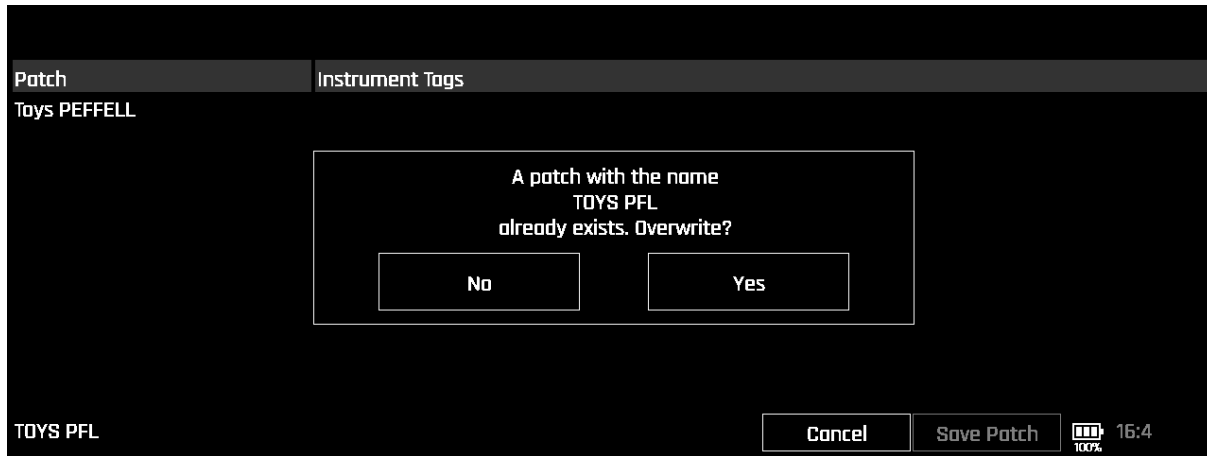 Patch Instrument Tags
Toys PEFFELL
A patch with the name
TOYS PFL
already exists. Overwrite?
No Yes
TOYS PFL Cancel Save Patch 16:4
100%